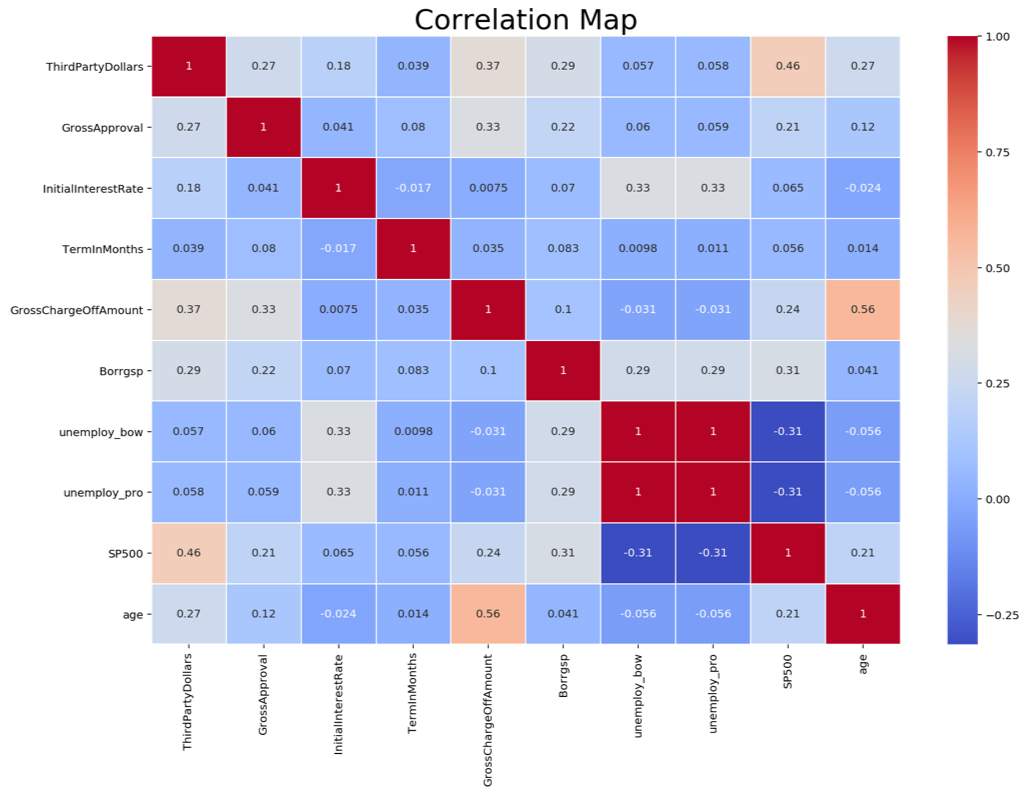 Correlation Map
ThirdPartyDollars 1 0.27 0.18 0.039 0.37 0.29 0.057 0.058 0.46 0.27
GrossApproval 0.27 1 0.041 0.08 0.33 0.22 0.06 0.059 0.21 0.12
InitialInterestRate 0.18 0.041 1 -0.017 0.0075 0.07 0.33 0.33 0.065 -0.024
TermInMonths 0.039 0.08 -0.017 1 0.035 0.083 0.0098 0.011 0.056 0.014
GrossChargeOffAmount 0.37 0.33 0.0075 0.035 1 0.1 -0.031 -0.031 0.24 0.56
Borrgsp 0.29 0.22 0.07 0.083 0.1 1 0.29 0.29 0.31 0.041
unemploy_bow 0.057 0.06 0.33 0.0098 -0.031 0.29 1 1 -0.31 -0.056
unemploy_pro 0.058 0.059 0.33 0.011 -0.031 0.29 1 1 -0.31 -0.056
SP500 0.46 0.21 0.065 0.056 0.24 0.31 -0.31 -0.31 1 0.21
age 0.27 0.12 -0.024 0.014 0.56 0.041 -0.056 -0.056 0.21 1
ThirdPartyDollars
GrossApproval
InitialInterestRate
TermInMonths
GrossChargeOffAmount
Borrgsp
unemploy_bow
unemploy_pro
SP500
age
1.00
0.75
0.50
0.25
0.00
−0.25